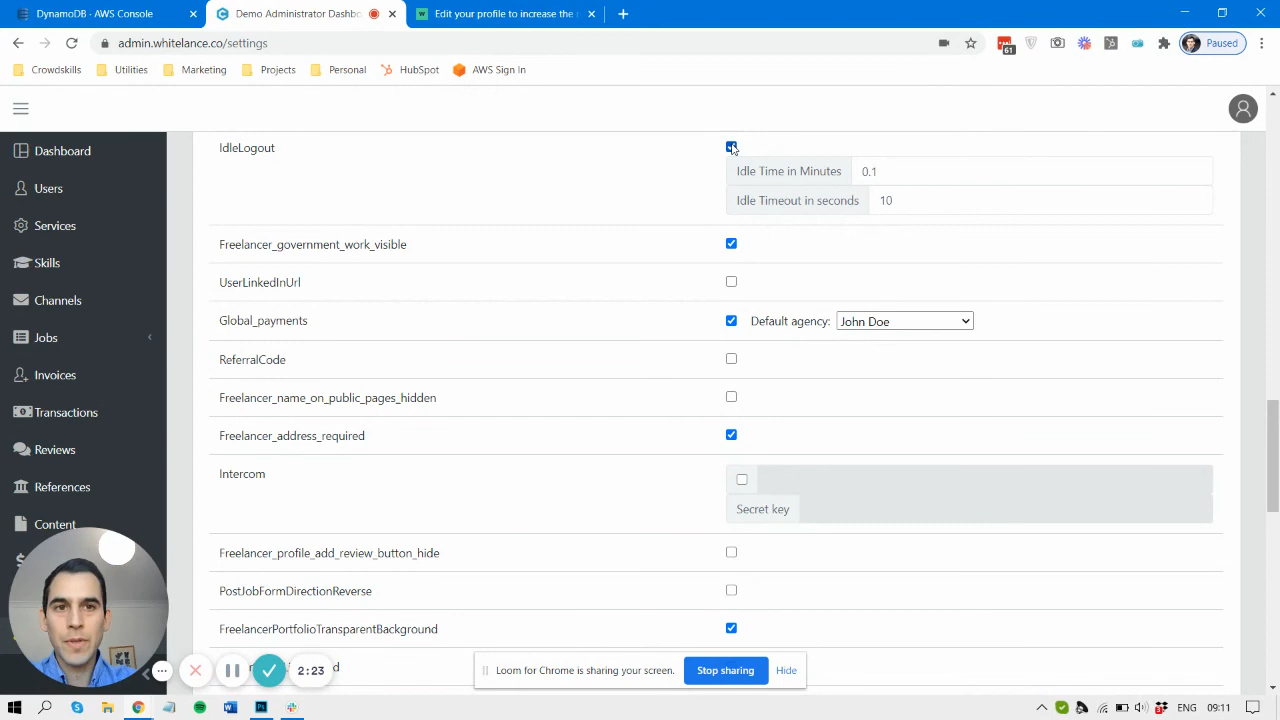 DynamoDB - AWS Console
Demo Administrator Dashbo
Edit your profile to increase the
admin.whitelance.co/settings
61
Paused
Crowdskills
Utilities
Marketing
Projects
Personal
HubSpot
AWS Sign In
Dashboard
Users
Services
Skills
Channels
Jobs
Invoices
Transactions
Reviews
References
Content
IdleLogout
Idle Time in Minutes 0.1
Idle Timeout in seconds 10
Freelancer_government_work_visible
UserLinkedInUrl
Global_payments Default agency: John Doe
ReferralCode
Freelancer_name_on_public_pages_hidden
Freelancer_address_required
Intercom
Secret key
Freelancer_profile_add_review_button_hide
PostJobFormDirectionReverse
FreelancerPortfolioTransparentBackground
2:23
Loom for Chrome is sharing your screen. Stop sharing Hide
ENG 09:11